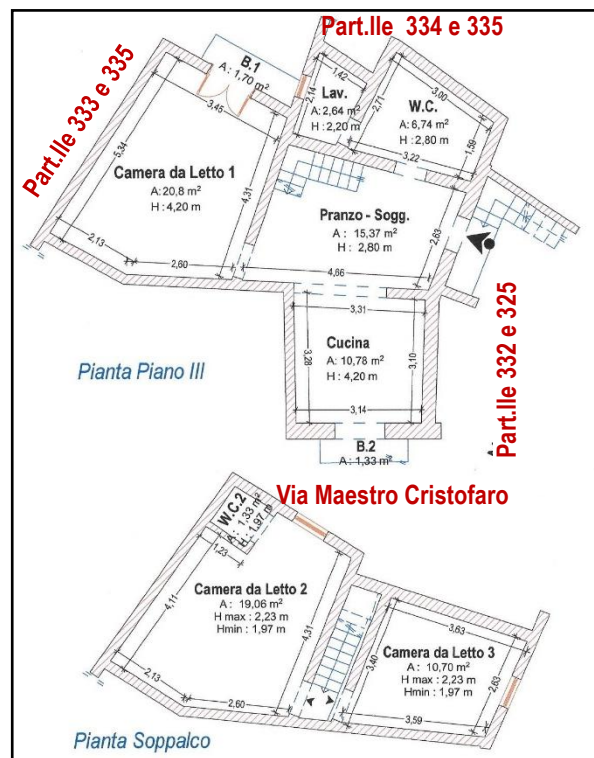 Part.lle 334 e 335
Part.lle 333 e 335
B.1
A : 1,70 m²
3,45
5,34
Camera da Letto 1
A: 20,8 m²
H : 4,20 m
4,31
2,13
2,60
1,42
2,14
Lav.
A: 2,64 m²
H : 2,20 m
2,71
3,00
W.C.
A: 6,74 m²
H : 2,80 m
1,59
3,22
Pranzo - Sogg.
A : 15,37 m²
H : 2,80 m
2,63
4,66
3,31
Cucina
A: 10,78 m²
H : 4,20 m
3,28
3,10
3,14
B.2
A : 1,33 m²
Part.lle 332 e 325
Pianta Piano III
Via Maestro Cristofaro
W.C.2
A : 1,33 m²
H : 1,97 m
1,23
4,11
Camera da Letto 2
A : 19,06 m²
H max : 2,23 m
Hmin : 1,97 m
4,31
2,13
2,60
3,63
3,40
Camera da Letto 3
A : 10,70 m²
H max : 2,23 m
Hmin : 1,97 m
2,63
3,59
Pianta Soppalco